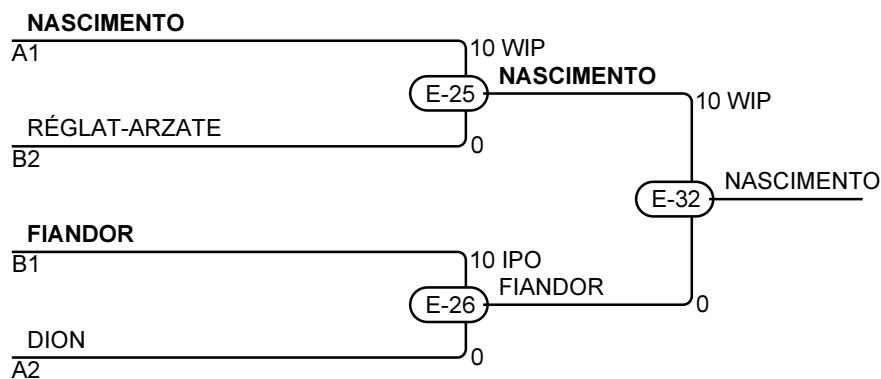 NASCIMENTO
A1
10 WIP
NASCIMENTO
E-25
10 WIP
RÉGLAT-ARZATE
B2
0
NASCIMENTO
E-32
FIANDOR
B1
10 IPO
FIANDOR
E-26
0
DION
A2
0